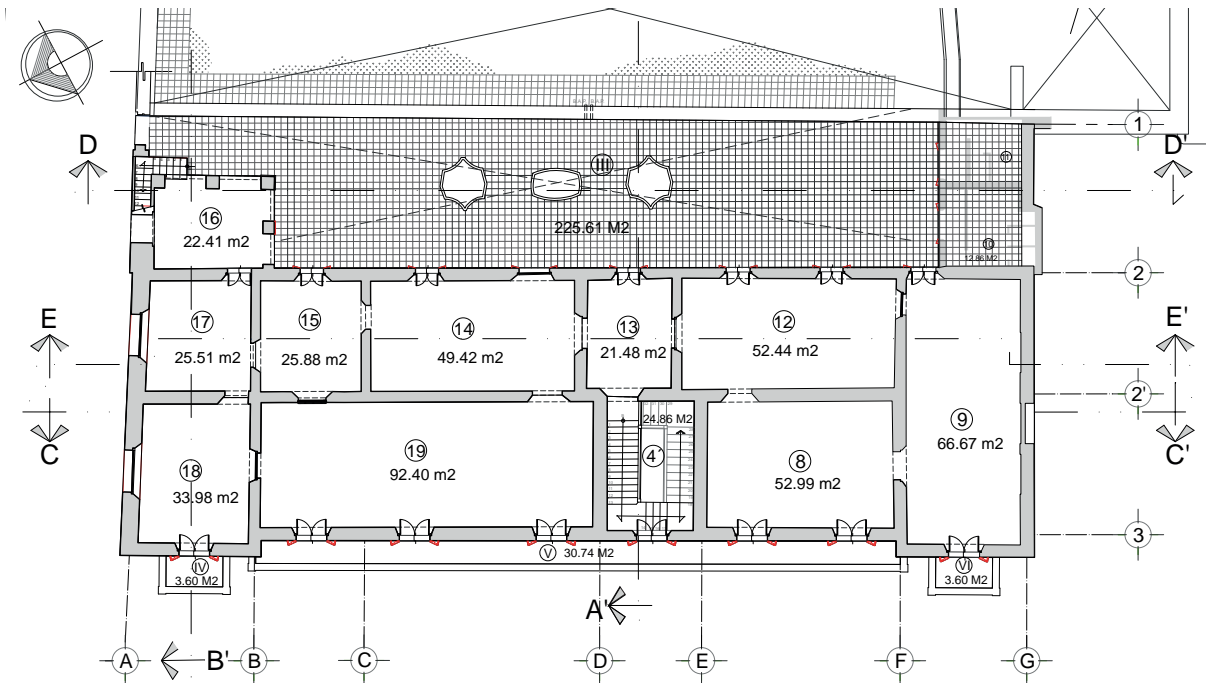 1
D
D'
III
II
16
22.41 m2
225.61 M2
10
12.86 M2
2
E
E'
17
25.51 m2
15
25.88 m2
14
49.42 m2
13
21.48 m2
12
52.44 m2
2'
C
C'
18
33.98 m2
19
92.40 m2
24.86 M2
4'
8
52.99 m2
9
66.67 m2
3
IV
3.60 M2
V
30.74 M2
VI
3.60 M2
A'
B'
A
B
C
D
E
F
G